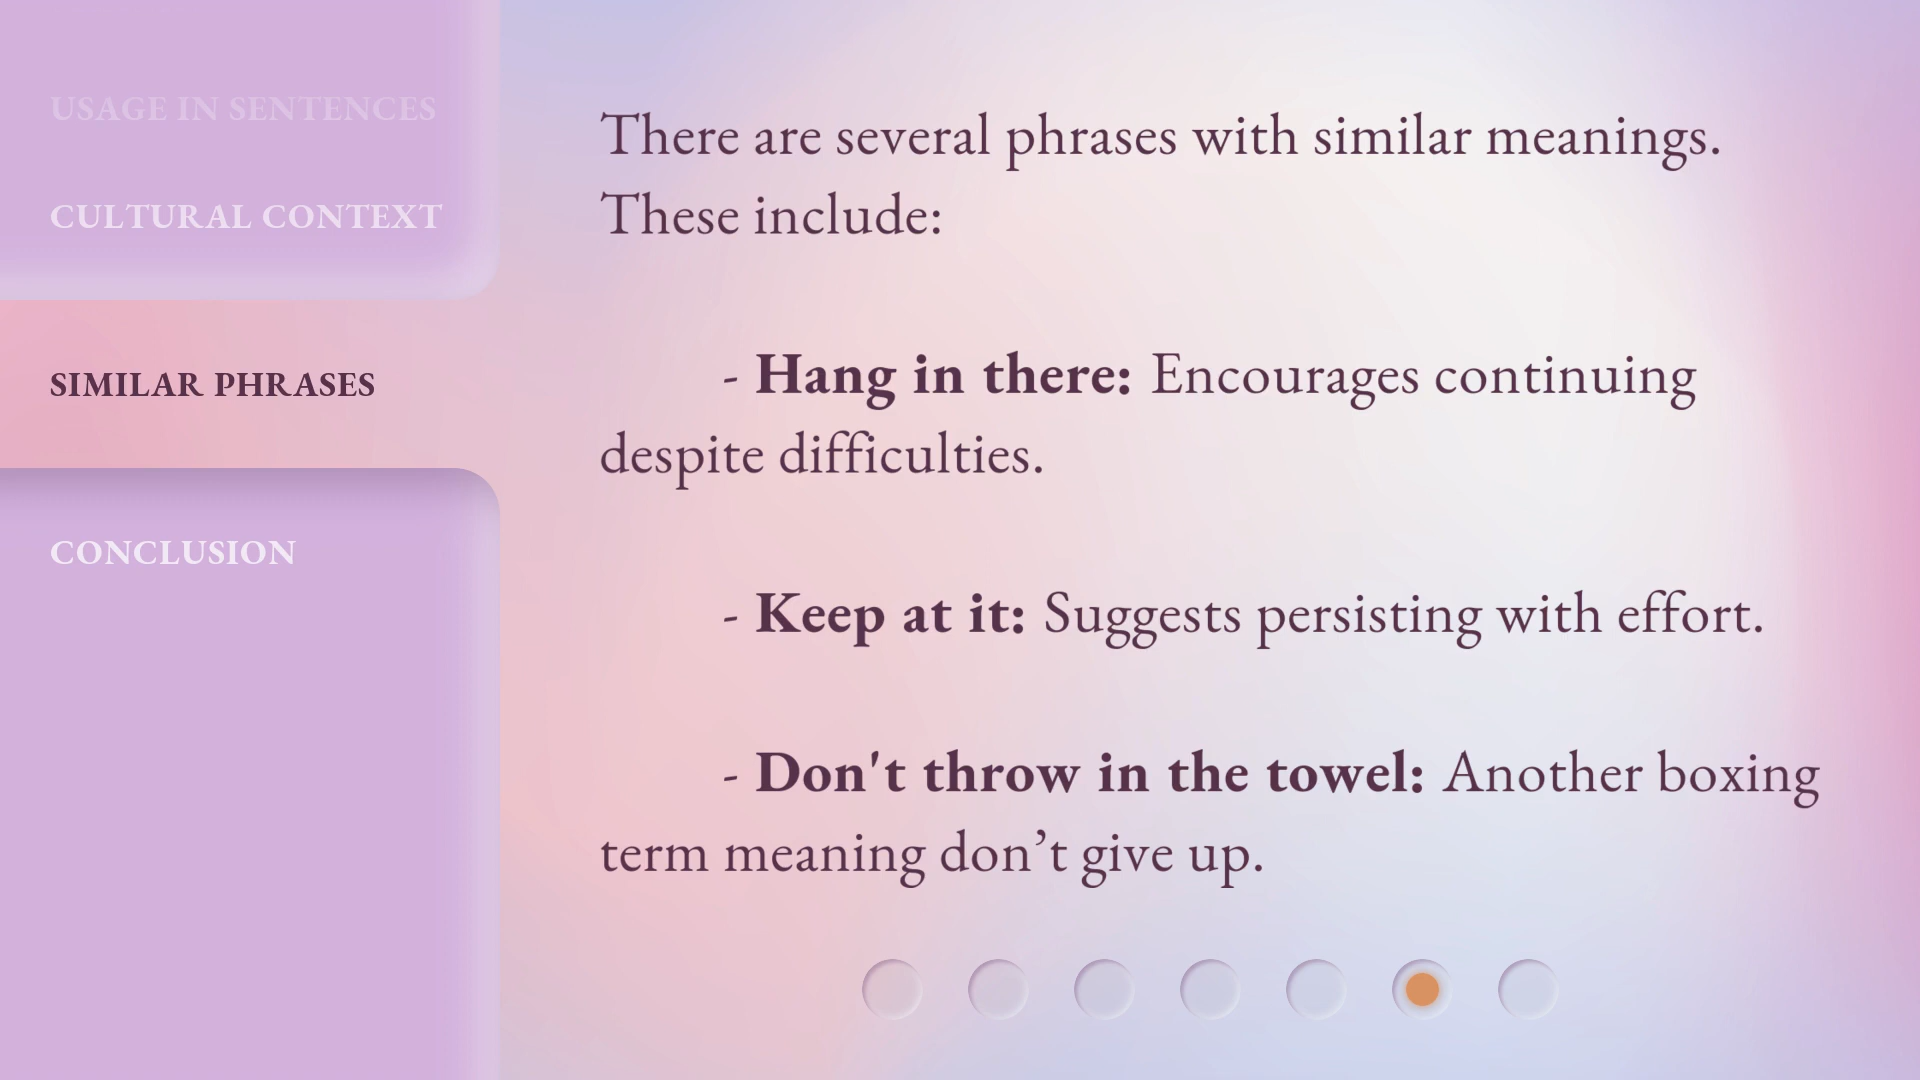 USAGE IN SENTENCES
CULTURAL CONTEXT
SIMILAR PHRASES
CONCLUSION
There are several phrases with similar meanings.
These include:
- Hang in there: Encourages continuing
despite difficulties.
- Keep at it: Suggests persisting with effort.
- Don't throw in the towel: Another boxing
term meaning don’t give up.